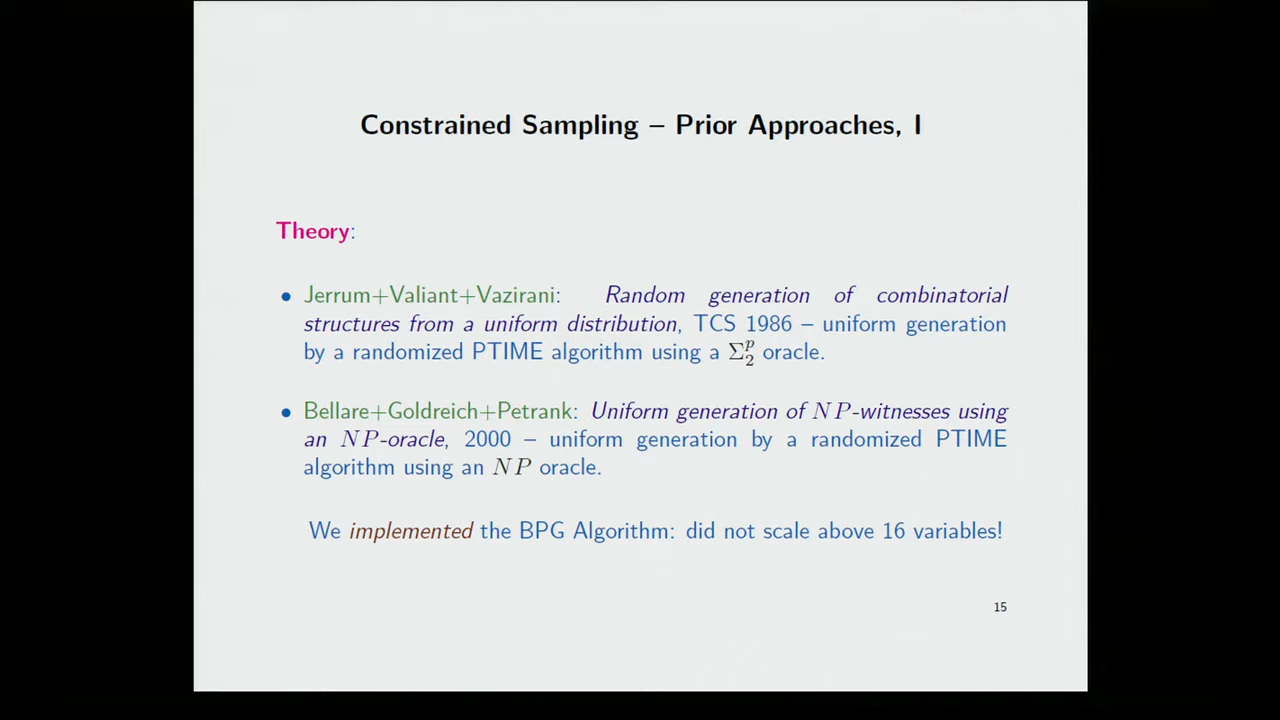 Constrained Sampling – Prior Approaches, I
Theory:
• Jerrum+Valiant+Vazirani: Random generation of combinatorial
structures from a uniform distribution, TCS 1986 – uniform generation
by a randomized PTIME algorithm using a Σ₂ᵖ oracle.
• Bellare+Goldreich+Petrank: Uniform generation of NP-witnesses using
an NP-oracle, 2000 – uniform generation by a randomized PTIME
algorithm using an NP oracle.
We implemented the BPG Algorithm: did not scale above 16 variables!
15